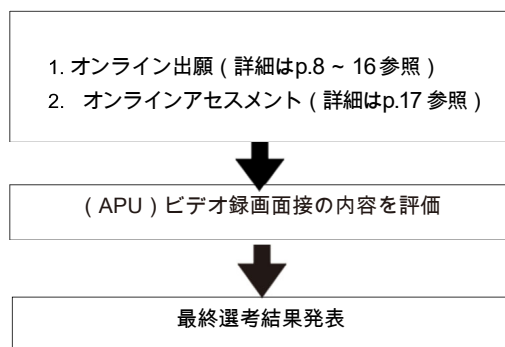 1. オンライン出願（詳細はp.8 ~ 16 参照）
2. オンラインアセスメント（詳細はp.17 参照）
（APU）ビデオ録画面接の内容を評価
最終選考結果発表